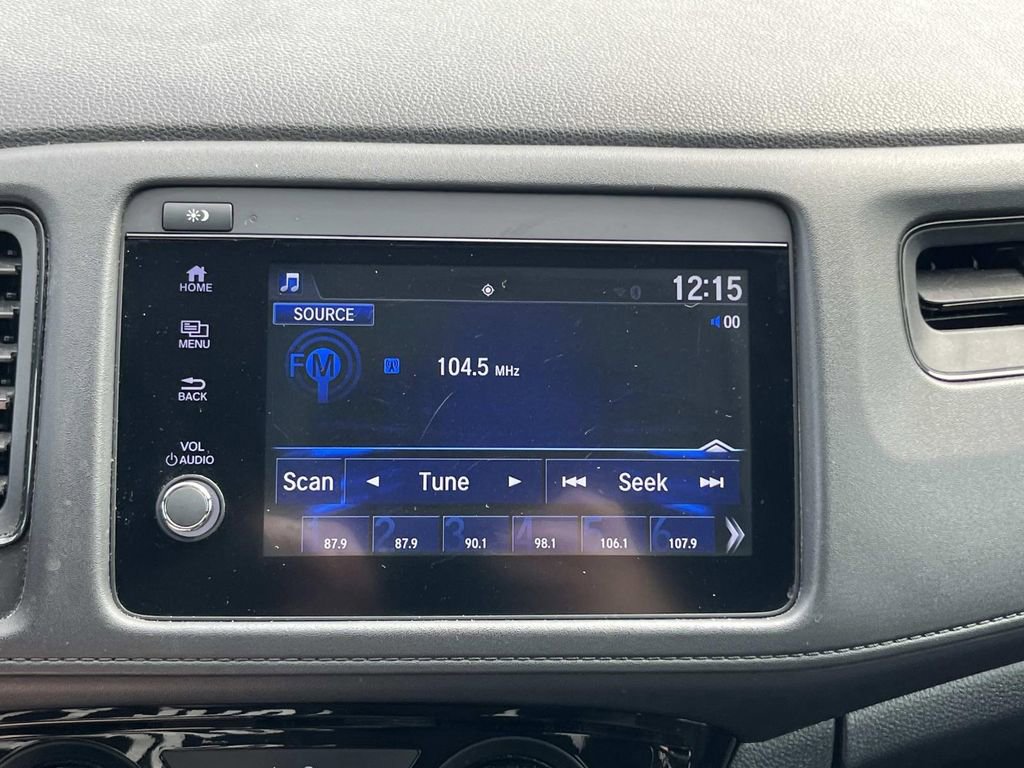 HOME
MENU
BACK
VOL
AUDIO
12:15
SOURCE
00
FM
104.5 MHz
Scan Tune Seek
1 2 3 4 5 6
87.9 87.9 90.1 98.1 106.1 107.9